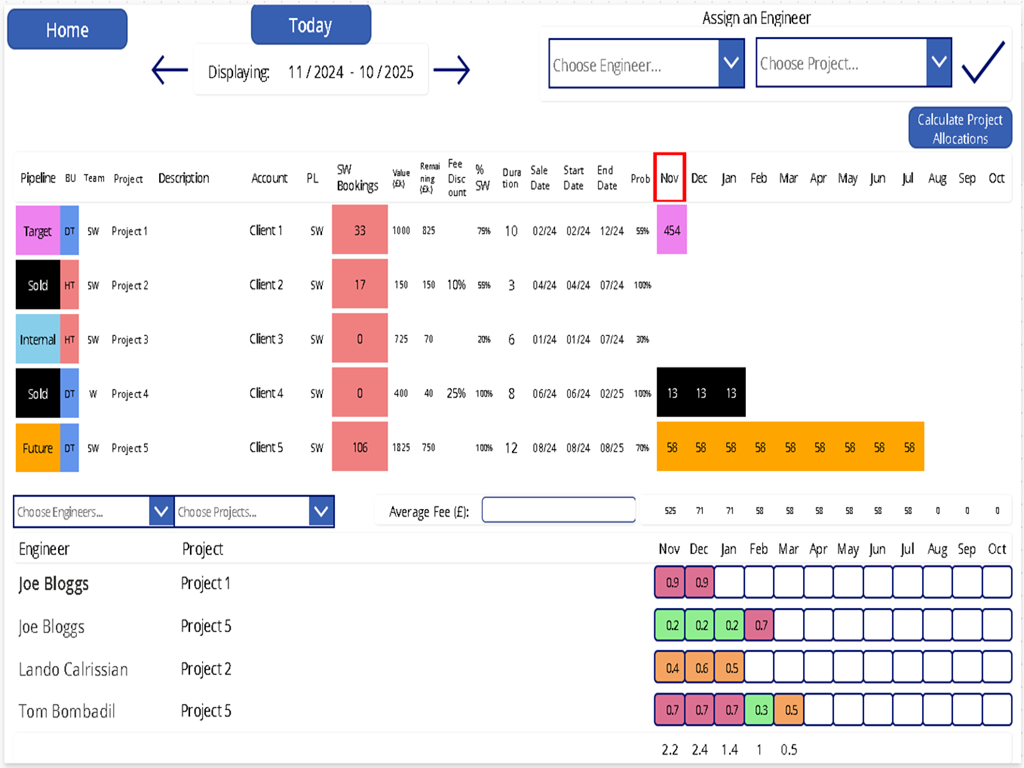 Home
Today
Displaying: 11 / 2024 - 10 / 2025
Assign an Engineer
Choose Engineer...
Choose Project...
Calculate Project
Allocations
Pipeline BU Team Project Description Account PL SW Bookings Value (£k) Remaining (£k) Fee Discount % SW Duration Sale Date Start Date End Date Prob Nov Dec Jan Feb Mar Apr May Jun Jul Aug Sep Oct
Target DT SW Project 1 Client 1 SW 33 1000 825 75% 10 02/24 02/24 12/24 55% 454
Sold HT SW Project 2 Client 2 SW 17 150 150 10% 55% 3 04/24 04/24 07/24 100%
Internal HT SW Project 3 Client 3 SW 0 725 70 20% 6 01/24 01/24 07/24 30%
Sold DT W Project 4 Client 4 SW 0 400 40 25% 100% 8 06/24 06/24 02/25 100% 13 13 13
Future DT SW Project 5 Client 5 SW 106 1825 750 100% 12 08/24 08/24 08/25 70% 58 58 58 58 58 58 58 58 58
Choose Engineers...
Choose Projects...
Average Fee (£): 525 71 71 58 58 58 58 58 58 0 0 0
Engineer Project Nov Dec Jan Feb Mar Apr May Jun Jul Aug Sep Oct
Joe Bloggs Project 1 0.9 0.9
Joe Bloggs Project 5 0.2 0.2 0.2 0.7
Lando Calrissian Project 2 0.4 0.6 0.5
Tom Bombadil Project 5 0.7 0.7 0.7 0.3 0.5
2.2 2.4 1.4 1 0.5